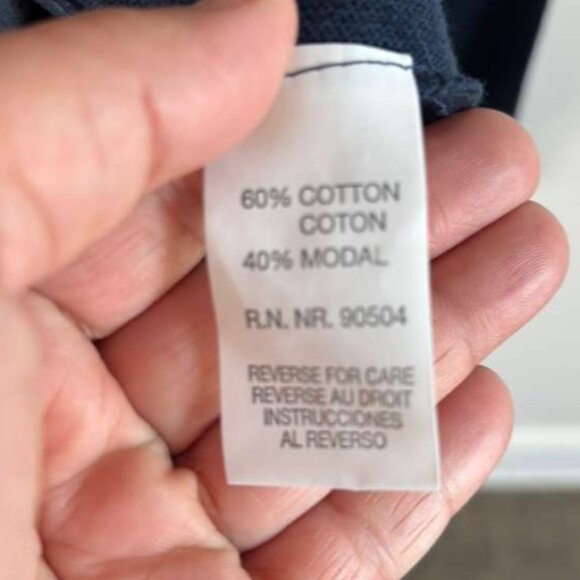 60% COTTON
COTON
40% MODAL
R.N. NR. 90504
REVERSE FOR CARE
REVERSE AU DROIT
INSTRUCCIONES
AL REVERSO